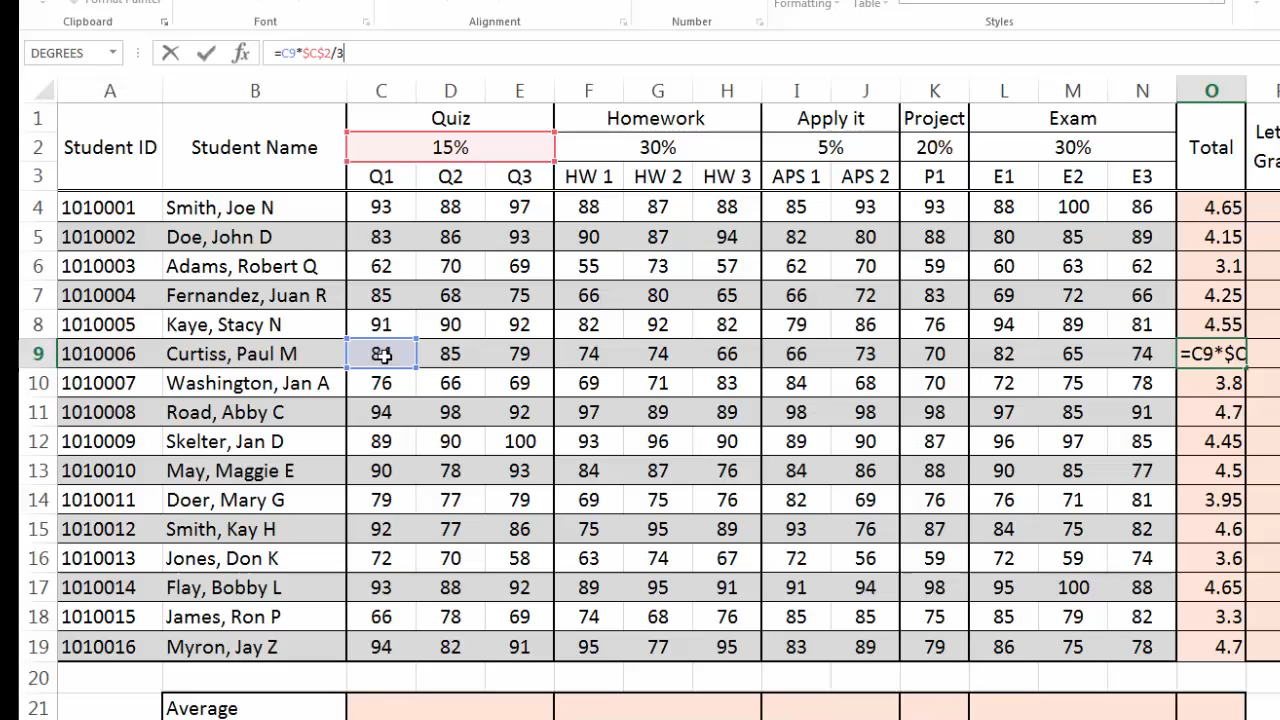 Format Painter
Formatting Table
Clipboard Font Alignment Number Styles
DEGREES =C9*$C$2/3
A B C D E F G H I J K L M N O
1 Quiz Homework Apply it Project Exam
2 Student ID Student Name 15% 30% 5% 20% 30% Total
3 Q1 Q2 Q3 HW 1 HW 2 HW 3 APS 1 APS 2 P1 E1 E2 E3
4 1010001 Smith, Joe N 93 88 97 88 87 88 85 93 93 88 100 86 4.65
5 1010002 Doe, John D 83 86 93 90 87 94 82 80 88 80 85 89 4.15
6 1010003 Adams, Robert Q 62 70 69 55 73 57 62 70 59 60 63 62 3.1
7 1010004 Fernandez, Juan R 85 68 75 66 80 65 66 72 83 69 72 66 4.25
8 1010005 Kaye, Stacy N 91 90 92 82 92 82 79 86 76 94 89 81 4.55
9 1010006 Curtiss, Paul M 85 79 74 74 66 66 73 70 82 65 74 =C9*$C
10 1010007 Washington, Jan A 76 66 69 69 71 83 84 68 70 72 75 78 3.8
11 1010008 Road, Abby C 94 98 92 97 89 89 98 98 98 97 85 91 4.7
12 1010009 Skelter, Jan D 89 90 100 93 96 90 89 90 87 96 97 85 4.45
13 1010010 May, Maggie E 90 78 93 84 87 76 84 86 88 90 85 77 4.5
14 1010011 Doer, Mary G 79 77 79 69 75 76 82 69 76 76 71 81 3.95
15 1010012 Smith, Kay H 92 77 86 75 95 89 93 76 87 84 75 82 4.6
16 1010013 Jones, Don K 72 70 58 63 74 67 72 56 59 72 59 74 3.6
17 1010014 Flay, Bobby L 93 88 92 89 95 91 91 94 98 95 100 88 4.65
18 1010015 James, Ron P 66 78 69 74 68 76 85 85 75 85 79 82 3.3
19 1010016 Myron, Jay Z 94 82 91 95 77 95 83 89 79 86 75 78 4.7
20
21 Average